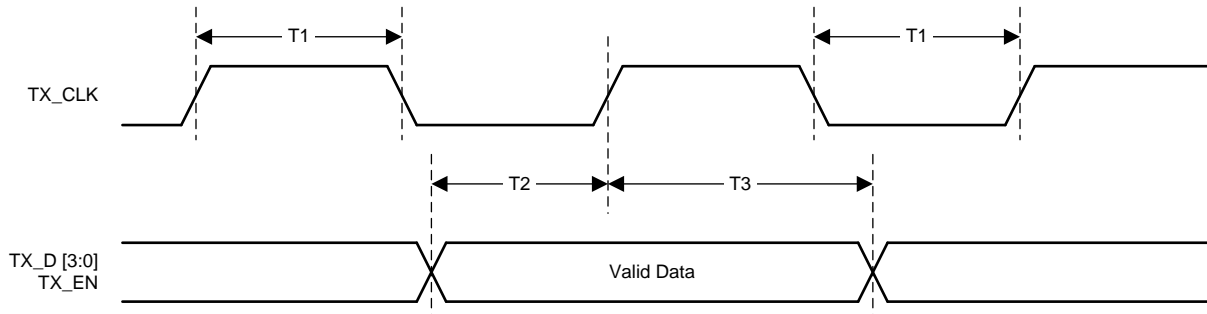 T1
T1
TX_CLK
T2
T3
TX_D [3:0]
TX_EN
Valid Data